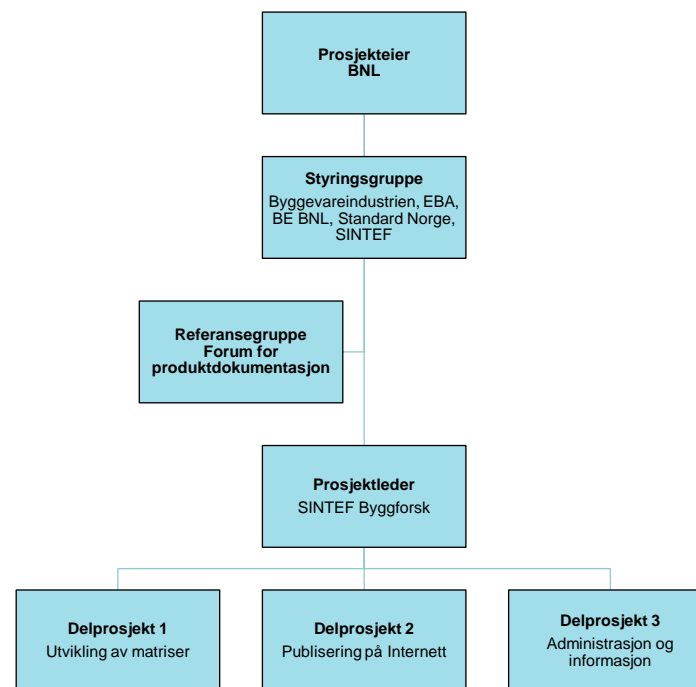 Prosjekteier
BNL
Styringsgruppe
Byggevareindustrien, EBA,
BE BNL, Standard Norge,
SINTEF
Referansegruppe
Forum for
produktdokumentasjon
Prosjektleder
SINTEF Byggforsk
Delprosjekt 1
Utvikling av matriser
Delprosjekt 2
Publisering på Internett
Delprosjekt 3
Administrasjon og
informasjon